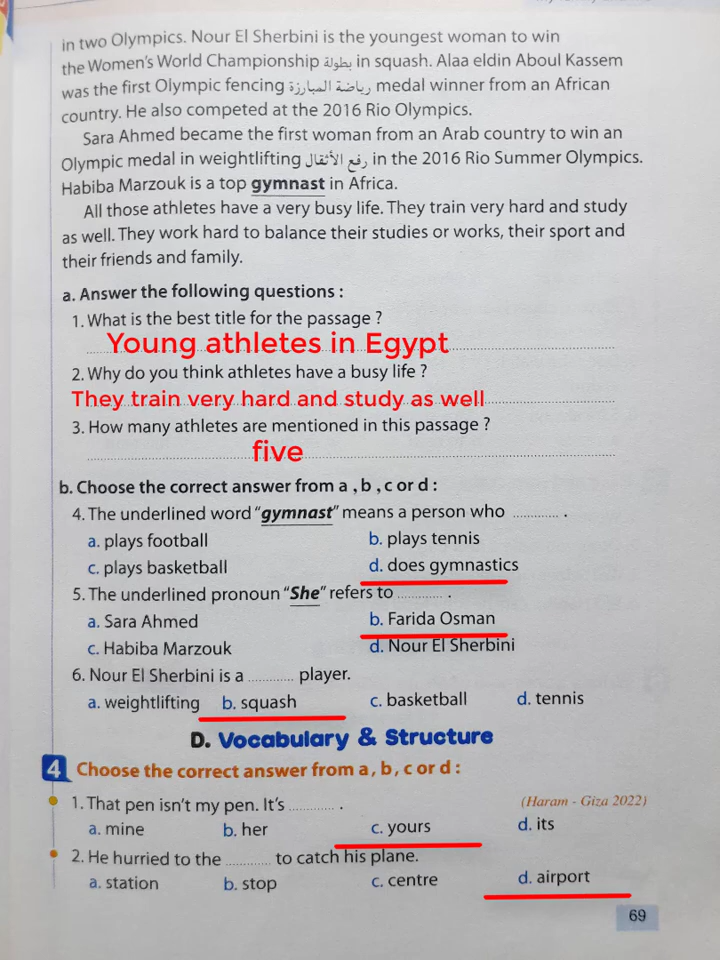 in two Olympics. Nour El Sherbini is the youngest woman to win
the Women's World Championship بطولة in squash. Alaa eldin Aboul Kassem
was the first Olympic fencing رياضة المبارزة medal winner from an African
country. He also competed at the 2016 Rio Olympics.
Sara Ahmed became the first woman from an Arab country to win an
Olympic medal in weightlifting رفع الأثقال in the 2016 Rio Summer Olympics.
Habiba Marzouk is a top gymnast in Africa.
All those athletes have a very busy life. They train very hard and study
as well. They work hard to balance their studies or works, their sport and
their friends and family.
a. Answer the following questions :
1. What is the best title for the passage ?
Young athletes in Egypt
2. Why do you think athletes have a busy life ?
They train very hard and study as well
3. How many athletes are mentioned in this passage ?
five
b. Choose the correct answer from a , b , c or d :
4. The underlined word "gymnast" means a person who ............ .
a. plays football b. plays tennis
c. plays basketball d. does gymnastics
5. The underlined pronoun "She" refers to ............ .
a. Sara Ahmed b. Farida Osman
c. Habiba Marzouk d. Nour El Sherbini
6. Nour El Sherbini is a ............ player.
a. weightlifting b. squash c. basketball d. tennis
D. Vocabulary & Structure
4 Choose the correct answer from a, b, c or d :
1. That pen isn't my pen. It's ............ . (Haram - Giza 2022)
a. mine b. her c. yours d. its
2. He hurried to the ............ to catch his plane.
a. station b. stop c. centre d. airport
69